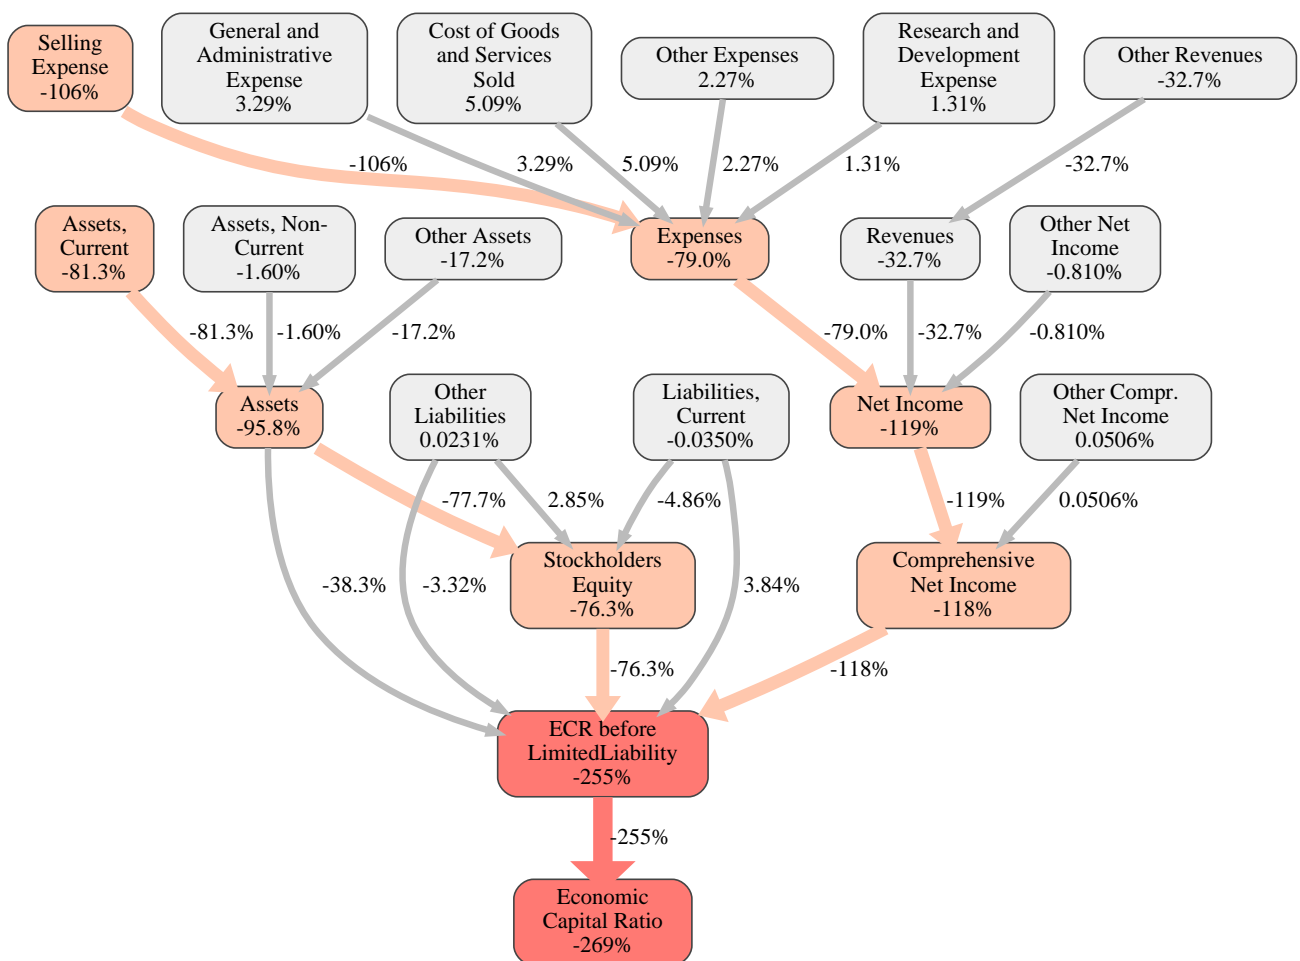 Selling
Expense
-106%
General and
Administrative
Expense
3.29%
Cost of Goods
and Services
Sold
5.09%
Other Expenses
2.27%
Research and
Development
Expense
1.31%
Other Revenues
-32.7%
-106%
3.29%
5.09%
2.27%
1.31%
-32.7%
Assets,
Current
-81.3%
Assets, Non-
Current
-1.60%
Other Assets
-17.2%
Expenses
-79.0%
Revenues
-32.7%
Other Net
Income
-0.810%
-81.3%
-1.60%
-17.2%
-79.0%
-32.7%
-0.810%
Assets
-95.8%
Other
Liabilities
0.0231%
Liabilities,
Current
-0.0350%
Net Income
-119%
Other Compr.
Net Income
0.0506%
-77.7%
2.85%
-4.86%
-119%
0.0506%
-38.3%
-3.32%
Stockholders
Equity
-76.3%
3.84%
Comprehensive
Net Income
-118%
-76.3%
-118%
ECR before
LimitedLiability
-255%
-255%
Economic
Capital Ratio
-269%